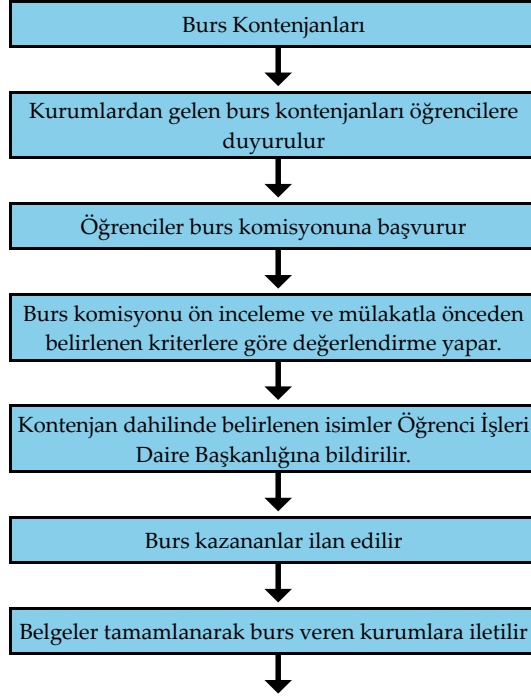 Burs Kontenjanları
Kurumlardan gelen burs kontenjanları öğrencilere
duyurulur
Öğrenciler burs komisyonuna başvurur
Burs komisyonu ön inceleme ve mülakatla önceden
belirlenen kriterlere göre değerlendirme yapar.
Kontenjan dahilinde belirlenen isimler Öğrenci İşleri
Daire Başkanlığına bildirilir.
Burs kazananlar ilan edilir
Belgeler tamamlanarak burs veren kurumlara iletilir